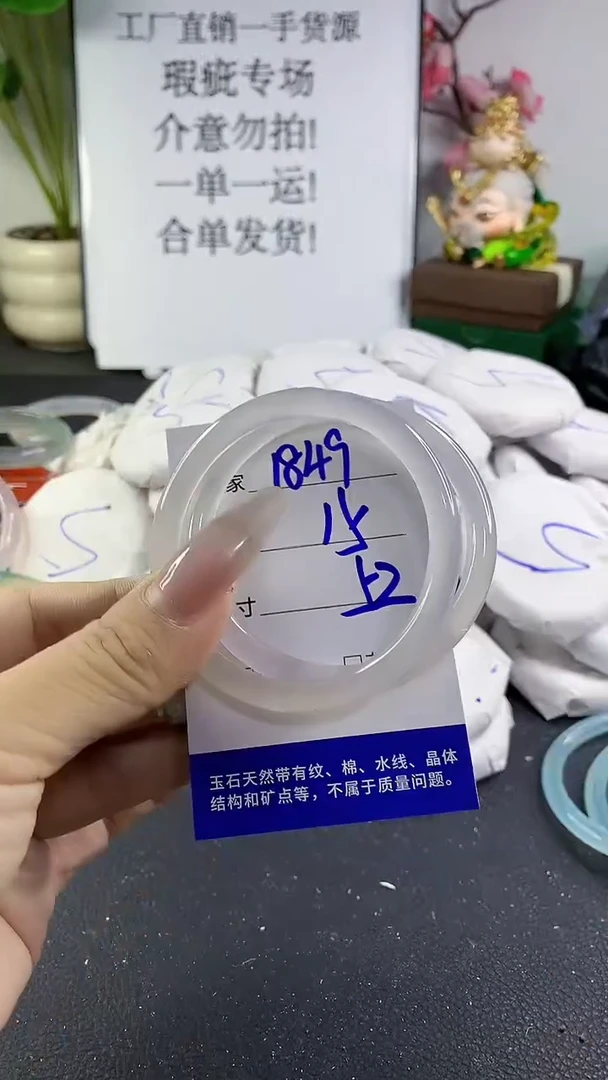 工厂直销一手货源
瑕疵专场
介意勿拍!
一单一运!
合单发货!
家 1849
15
寸 52
玉石天然带有纹、棉、水线、晶体
结构和矿点等，不属于质量问题。